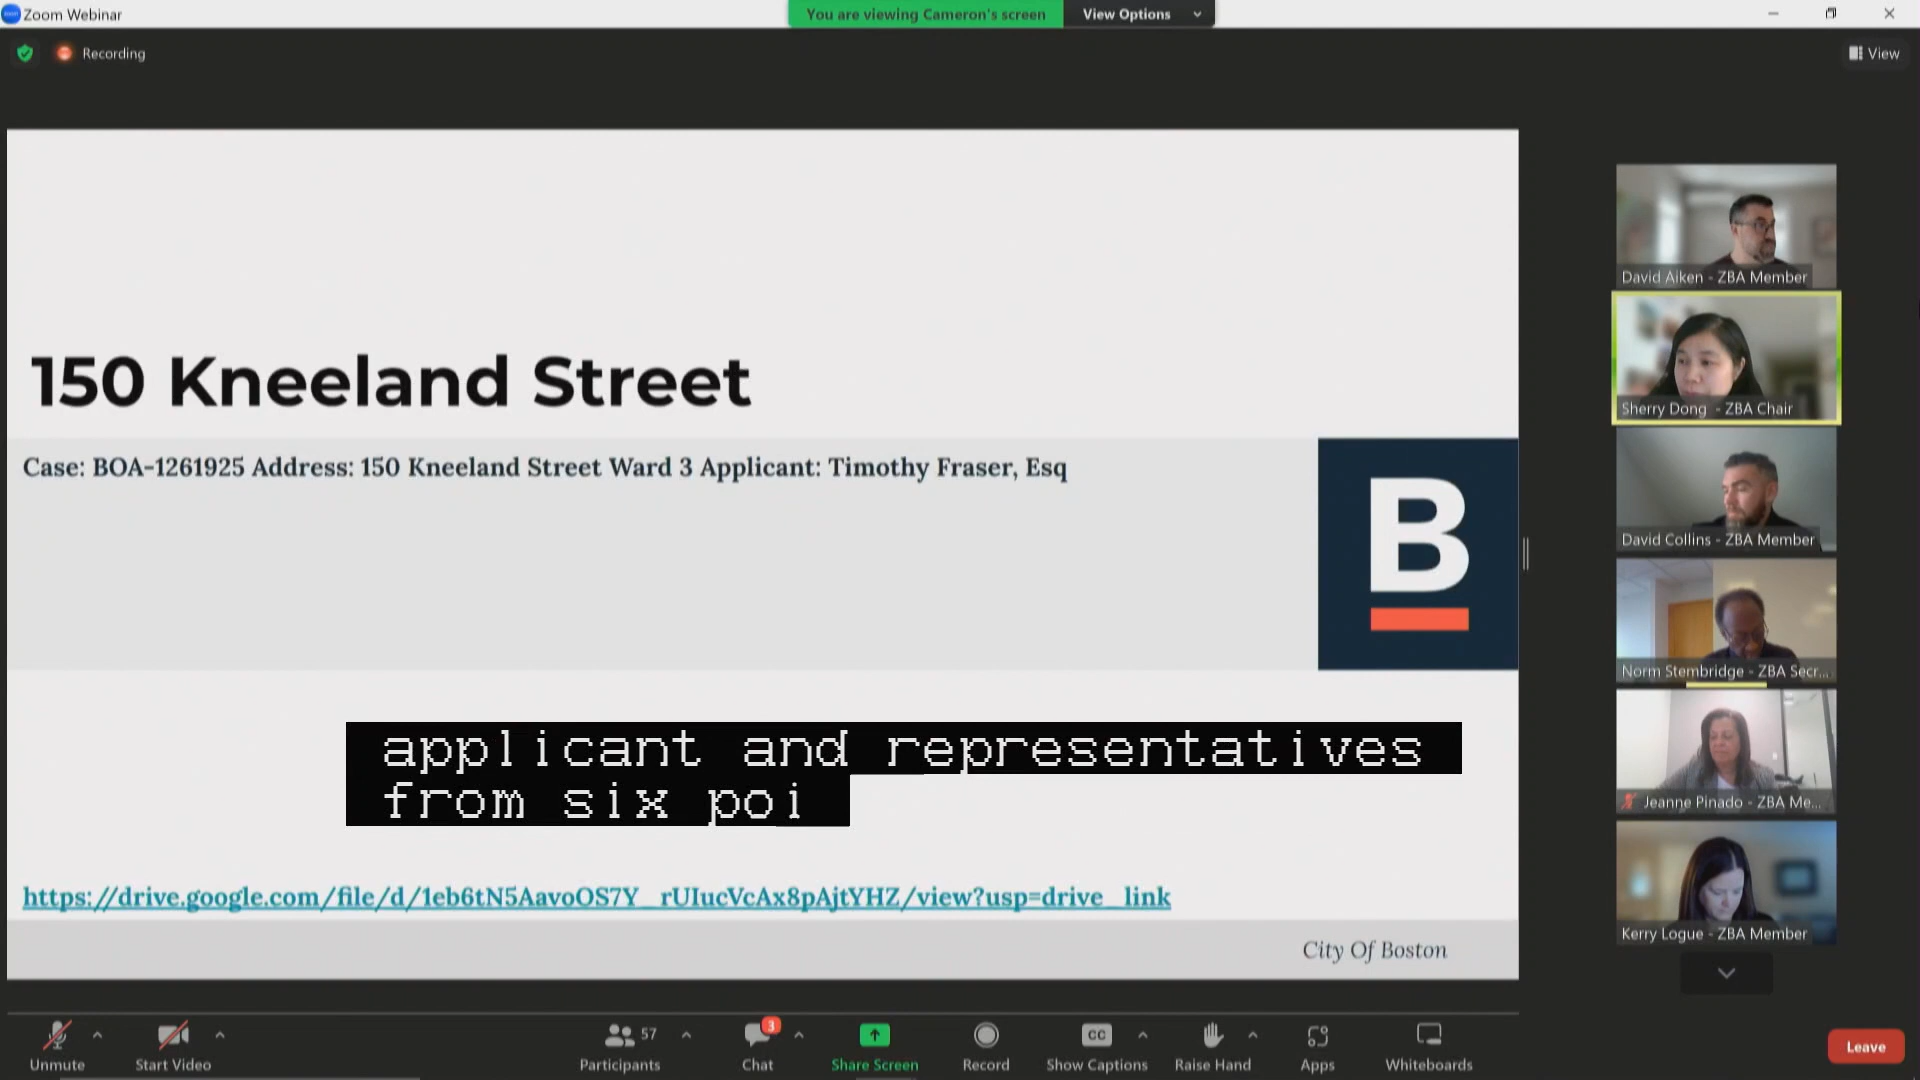 Zoom Webinar
You are viewing Cameron's screen
View Options
Recording
View
150 Kneeland Street
Case: BOA-1261925 Address: 150 Kneeland Street Ward 3 Applicant: Timothy Fraser, Esq
B
applicant and representatives
from six poi
https://drive.google.com/file/d/1eb6tN5AavoOS7Y_rUIucVcAx8pAjtYHZ/view?usp=drive_link
City Of Boston
David Aiken - ZBA Member
Sherry Dong - ZBA Chair
David Collins - ZBA Member
Norm Stembridge - ZBA Secr...
Jeanne Pinado - ZBA Me...
Kerry Logue - ZBA Member
Unmute
Start Video
57
Participants
3
Chat
Share Screen
Record
CC
Show Captions
Raise Hand
Apps
Whiteboards
Leave